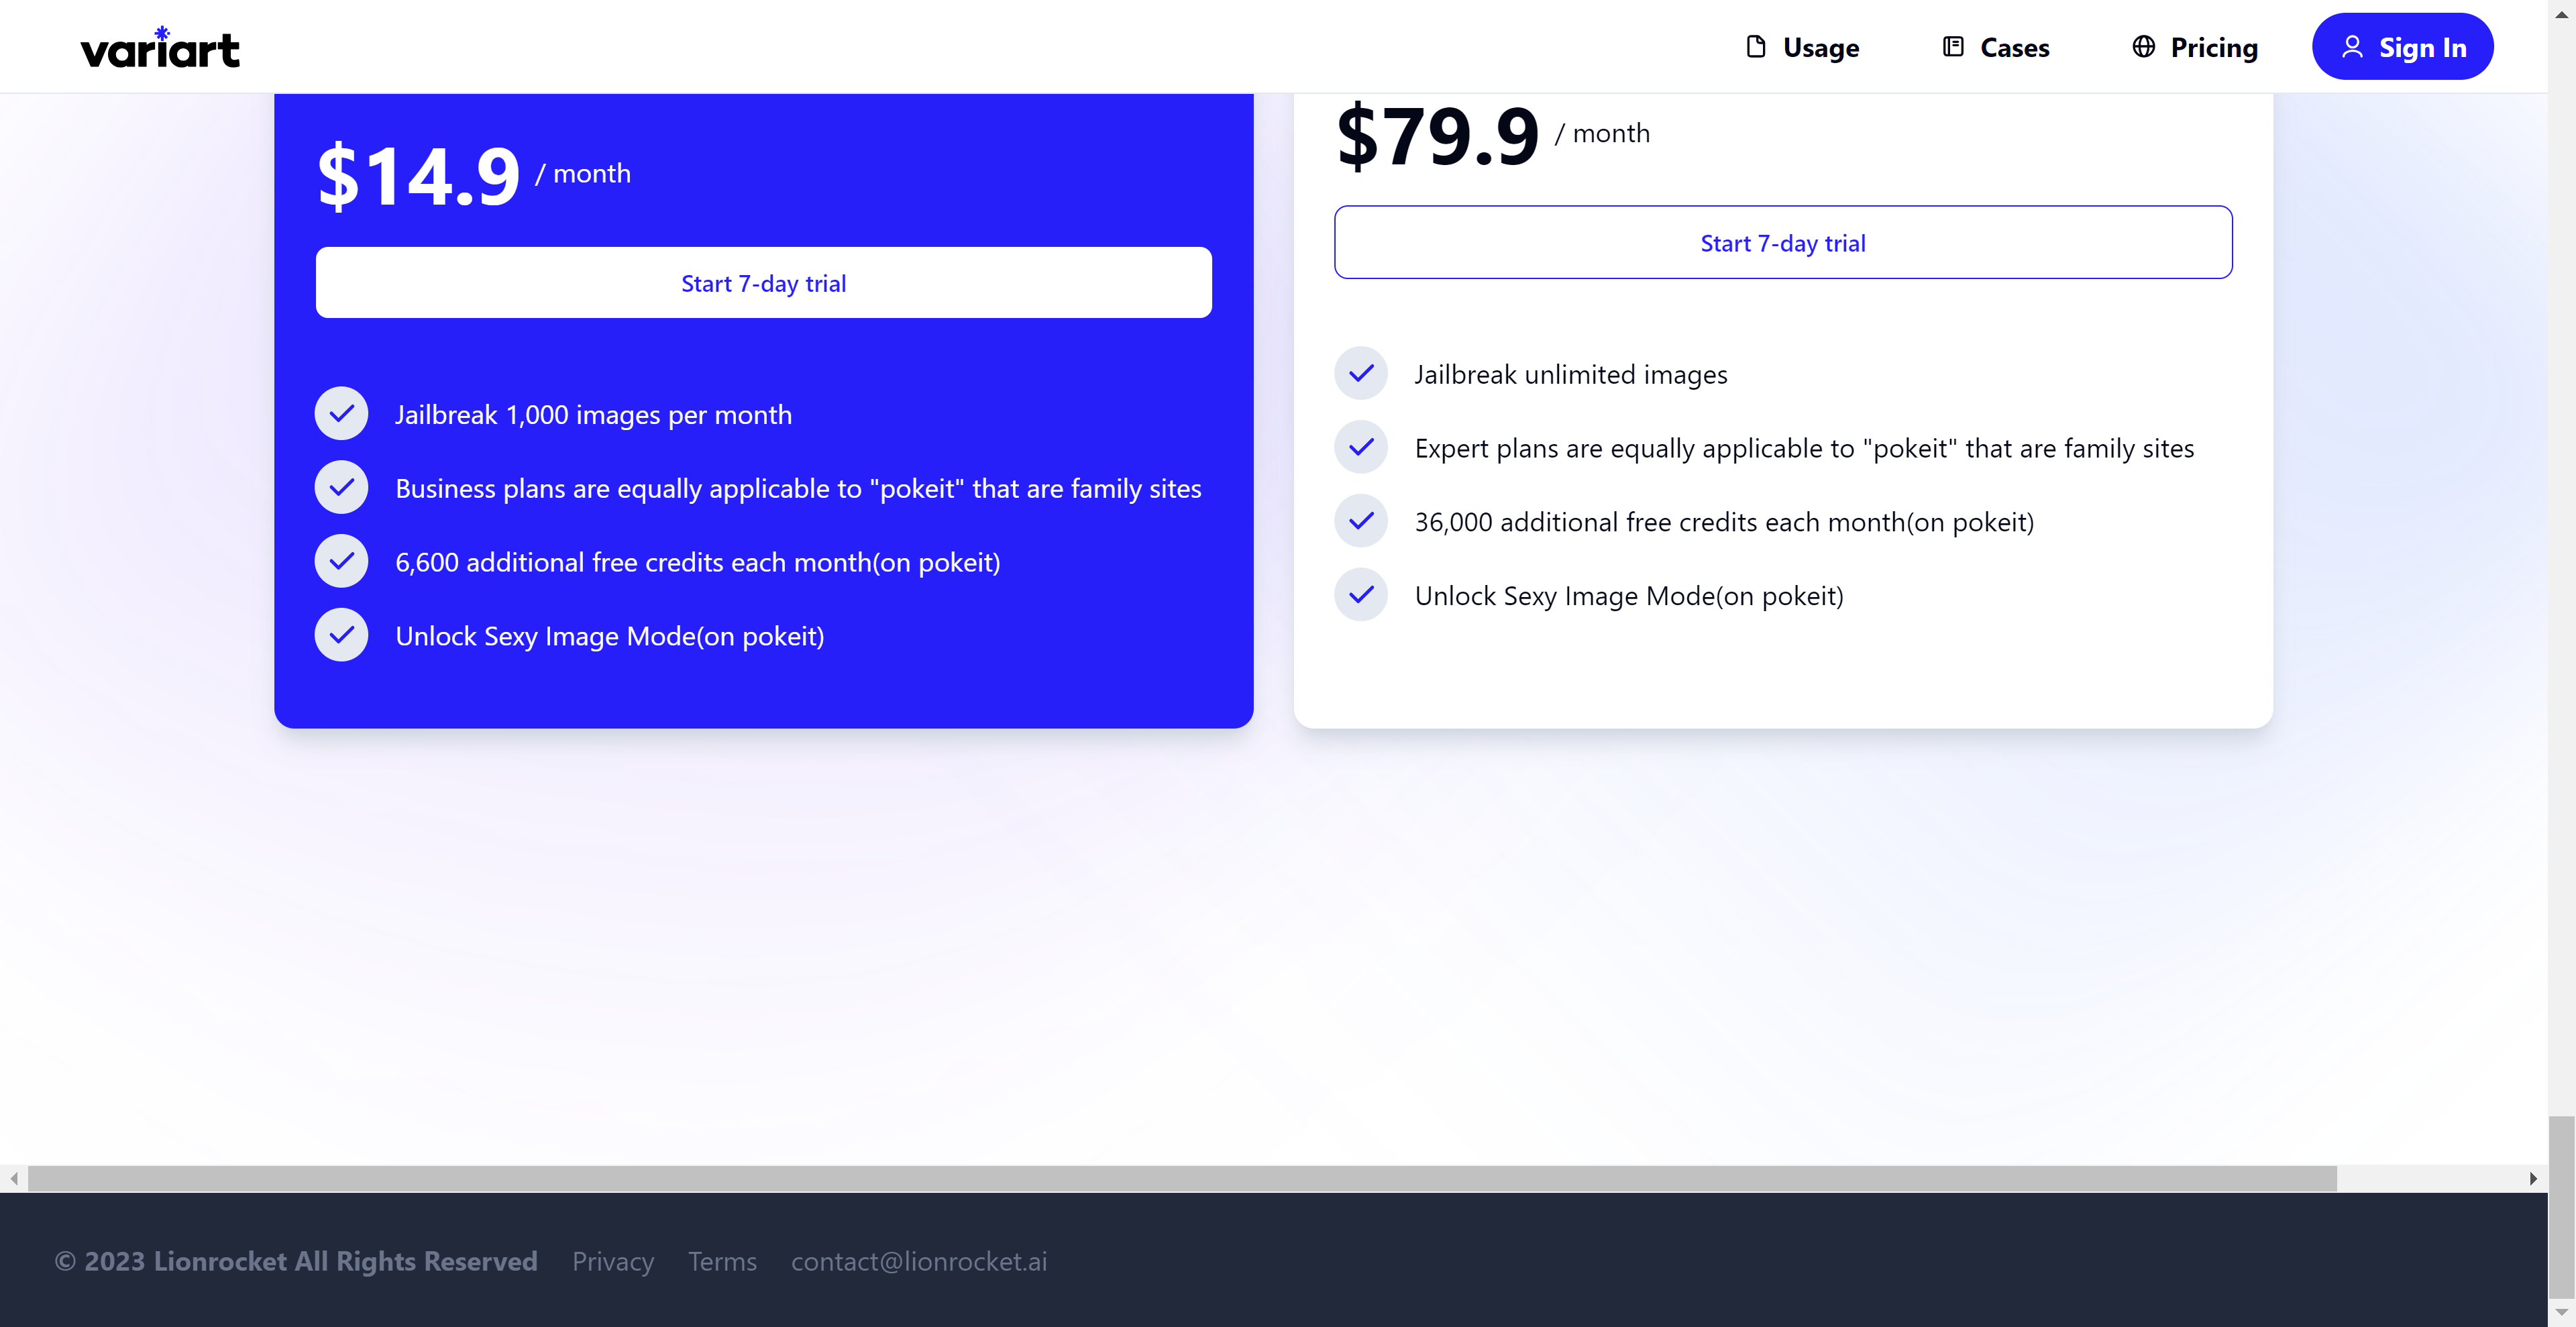 variart
Usage
Cases
Pricing
Sign In
$14.9 / month
Start 7-day trial
Jailbreak 1,000 images per month
Business plans are equally applicable to "pokeit" that are family sites
6,600 additional free credits each month(on pokeit)
Unlock Sexy Image Mode(on pokeit)
$79.9 / month
Start 7-day trial
Jailbreak unlimited images
Expert plans are equally applicable to "pokeit" that are family sites
36,000 additional free credits each month(on pokeit)
Unlock Sexy Image Mode(on pokeit)
© 2023 Lionrocket All Rights Reserved
Privacy
Terms
contact@lionrocket.ai